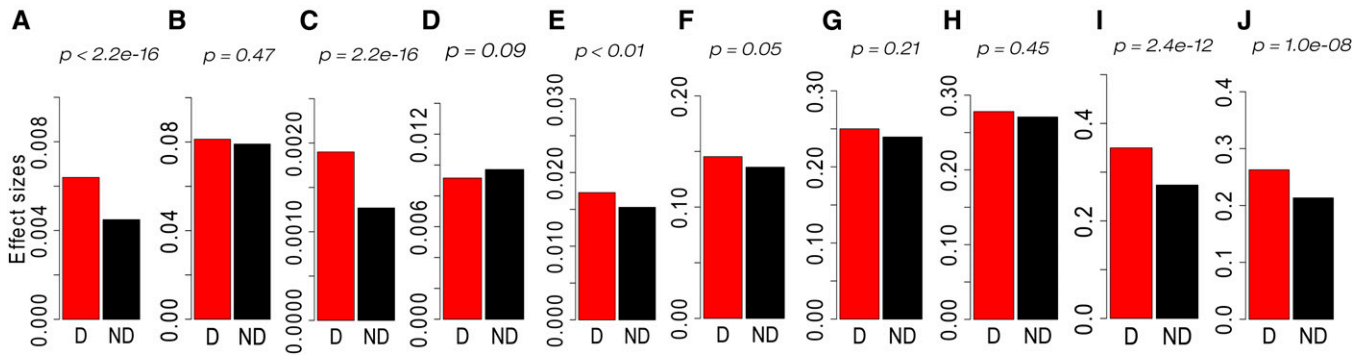 A B C D E F G H I J
p < 2.2e-16 p = 0.47 p = 2.2e-16 p = 0.09 p < 0.01 p = 0.05 p = 0.21 p = 0.45 p = 2.4e-12 p = 1.0e-08
Effect sizes
0.000 0.004 0.008
0.00 0.04 0.08
0.0000 0.0010 0.0020
0.000 0.006 0.012
0.000 0.010 0.020 0.030
0.00 0.10 0.20
0.00 0.10 0.20 0.30
0.00 0.10 0.20 0.30
0.0 0.2 0.4
0.0 0.1 0.2 0.3 0.4
D ND D ND D ND D ND D ND D ND D ND D ND D ND D ND